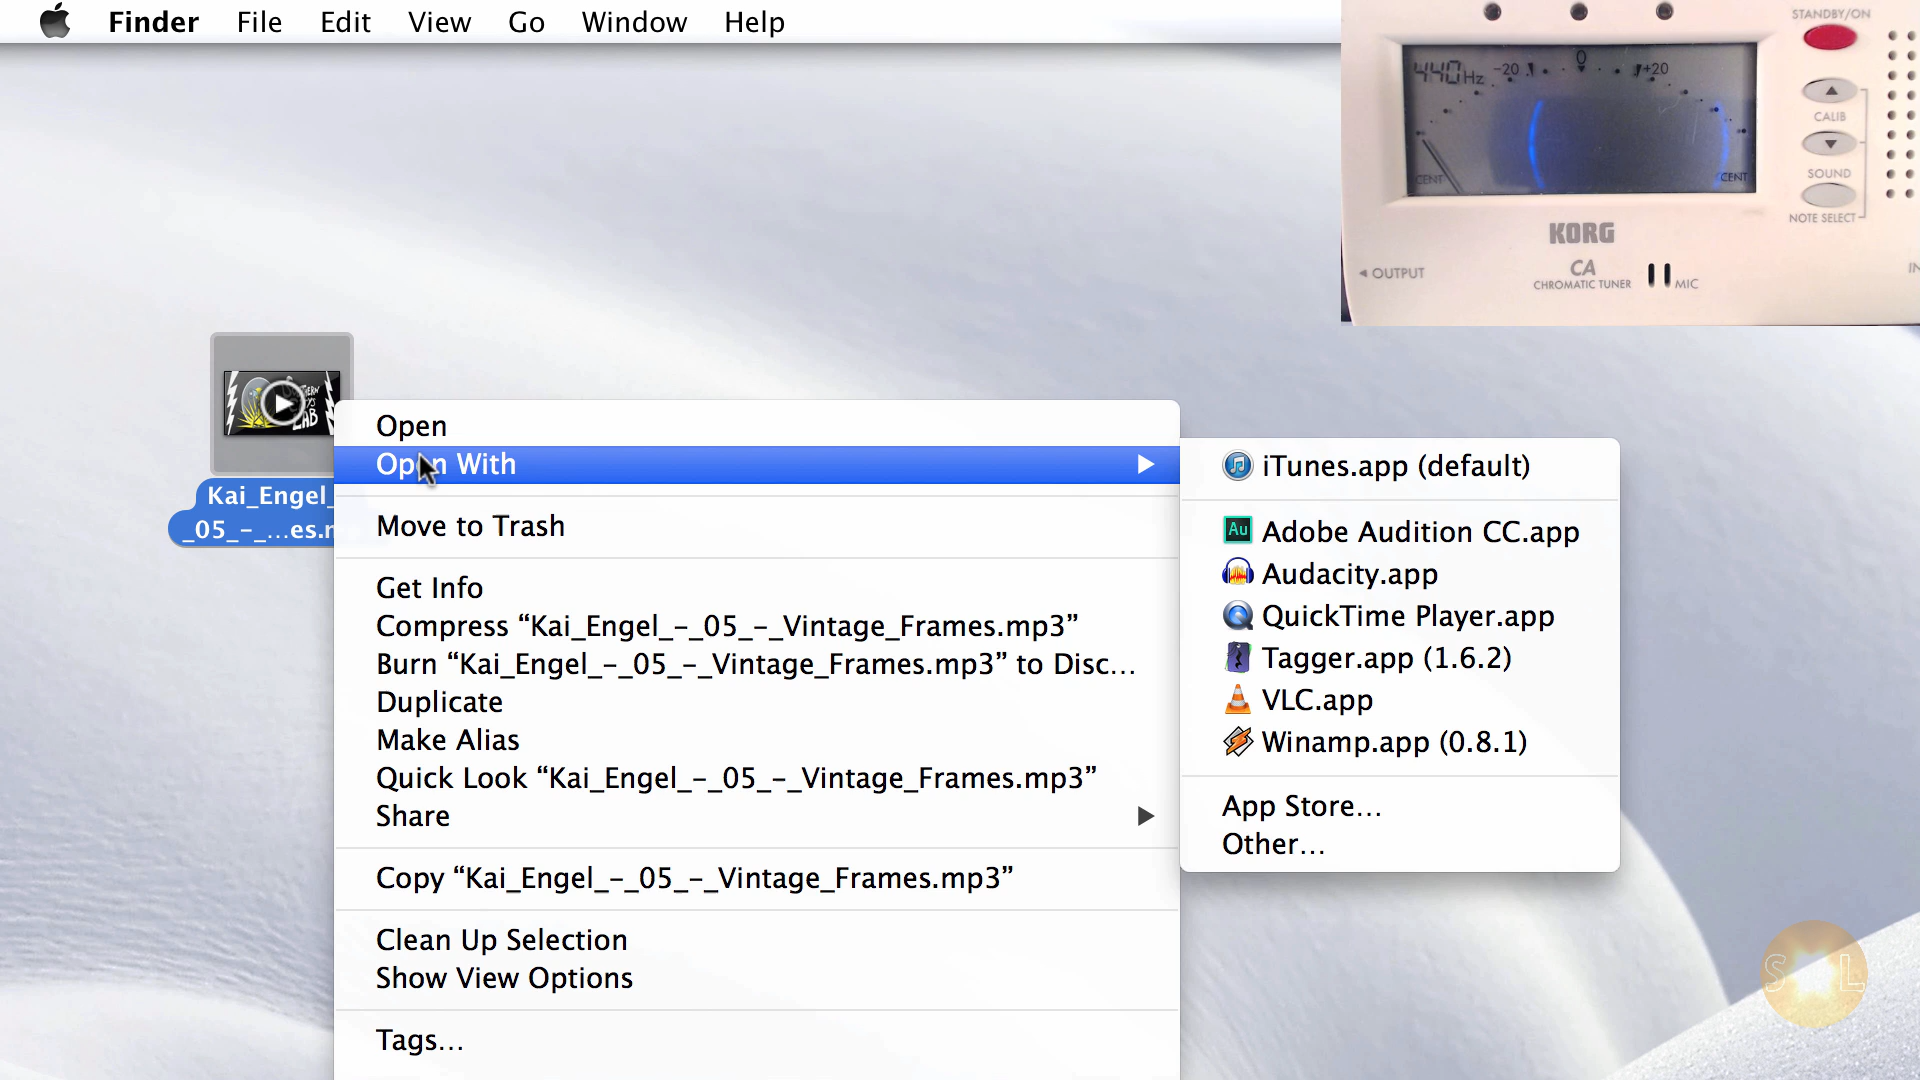 Finder File Edit View Go Window Help
STANDBY/ON
440Hz -20 0 +20
CALIB
CENT CENT
SOUND
NOTE SELECT
KORG
OUTPUT
CA
CHROMATIC TUNER
MIC
Kai_Engel_
_05_-_...es.m
Open
Open With
iTunes.app (default)
Move to Trash
Au Adobe Audition CC.app
Audacity.app
Get Info
QuickTime Player.app
Compress “Kai_Engel_-_05_-_Vintage_Frames.mp3”
Burn “Kai_Engel_-_05_-_Vintage_Frames.mp3” to Disc...
Tagger.app (1.6.2)
Duplicate
VLC.app
Make Alias
Winamp.app (0.8.1)
Quick Look “Kai_Engel_-_05_-_Vintage_Frames.mp3”
Share
App Store...
Other...
Copy “Kai_Engel_-_05_-_Vintage_Frames.mp3”
Clean Up Selection
Show View Options
S L
Tags...